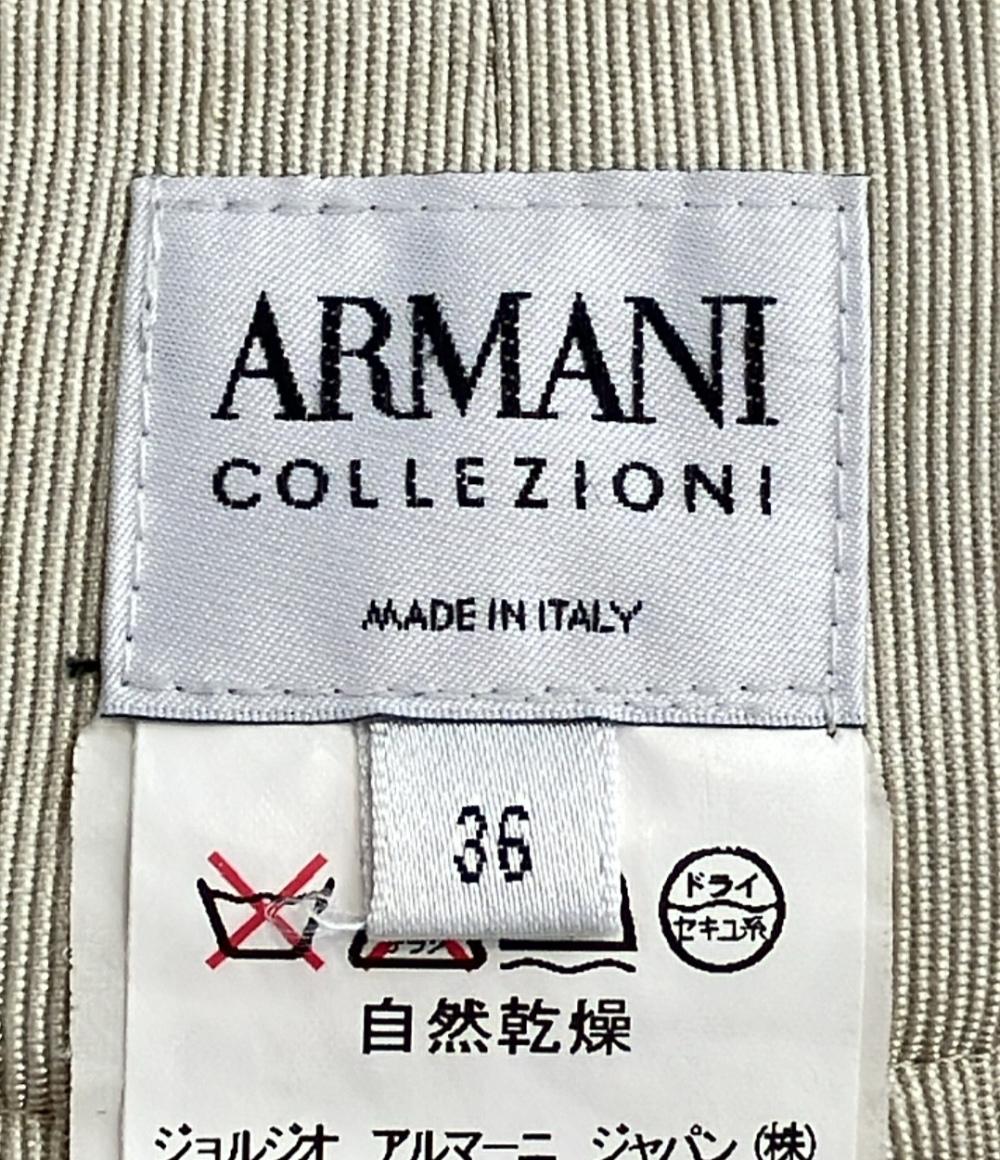 ARMANI
COLLEZIONI
MADE IN ITALY
36
ドライ
セキユ系
自然乾燥
ジョルジオ アルマーニ ジャパン(株)